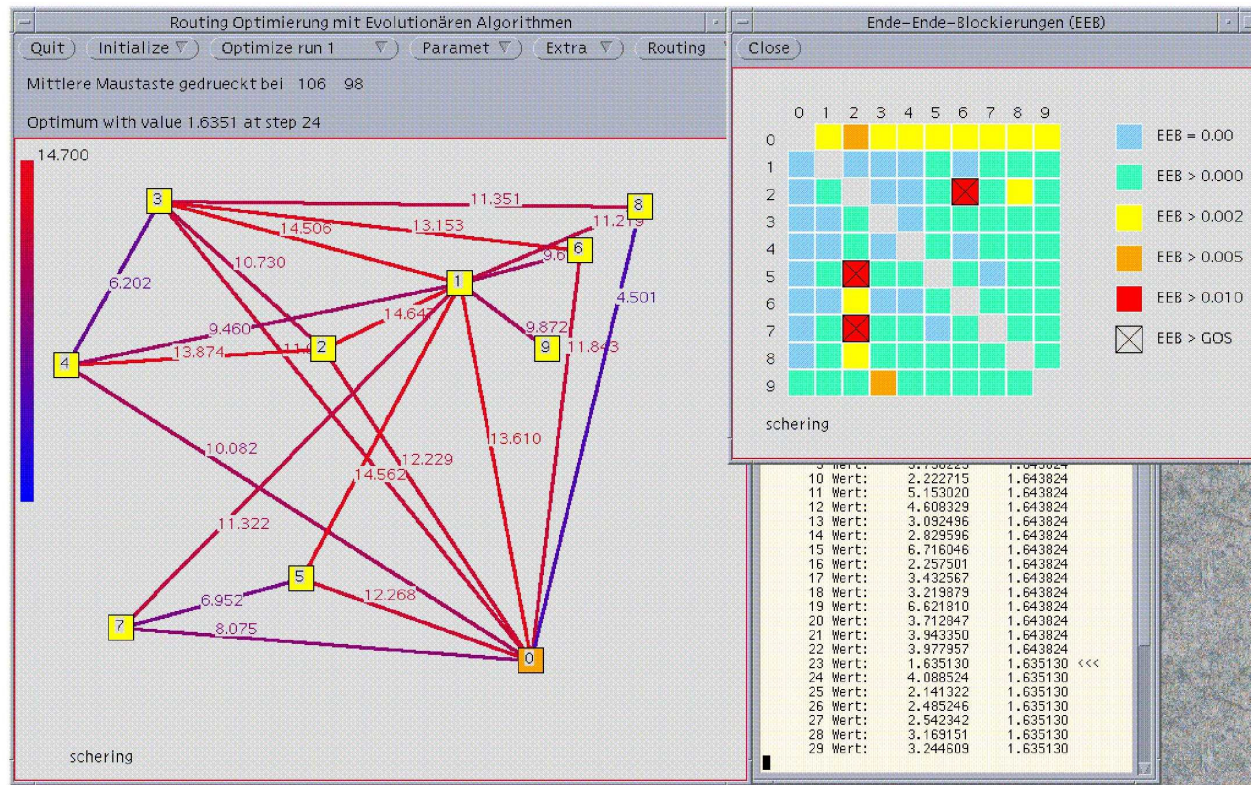 Routing Optimierung mit Evolutionären Algorithmen
Quit Initialize Optimize run 1 Paramet Extra Routing
Mittlere Maustaste gedrueckt bei 106 98
Optimum with value 1.6351 at step 24
14.700
3
8
11.351
11.219
14.506
13.153
6
10.730
1
6.202
4.501
14.647
9.460
9.872
2
9
11.843
4
13.874
10.082
13.610
12.229
14.562
11.322
5
6.952
12.268
7
8.075
0
schering
Ende-Ende-Blockierungen (EEB)
Close
0 1 2 3 4 5 6 7 8 9
0
1
2
3
4
5
6
7
8
9
EEB = 0.00
EEB > 0.000
EEB > 0.002
EEB > 0.005
EEB > 0.010
EEB > GOS
schering
10 Wert: 2.222715 1.643824
11 Wert: 5.153020 1.643824
12 Wert: 4.608329 1.643824
13 Wert: 3.092496 1.643824
14 Wert: 2.829596 1.643824
15 Wert: 6.716046 1.643824
16 Wert: 2.257501 1.643824
17 Wert: 3.432567 1.643824
18 Wert: 3.219879 1.643824
19 Wert: 6.621810 1.643824
20 Wert: 3.712847 1.643824
21 Wert: 3.943350 1.643824
22 Wert: 3.977957 1.643824
23 Wert: 1.635130 1.635130 <<<
24 Wert: 4.088524 1.635130
25 Wert: 2.141322 1.635130
26 Wert: 2.485246 1.635130
27 Wert: 2.542342 1.635130
28 Wert: 3.169151 1.635130
29 Wert: 3.244609 1.635130